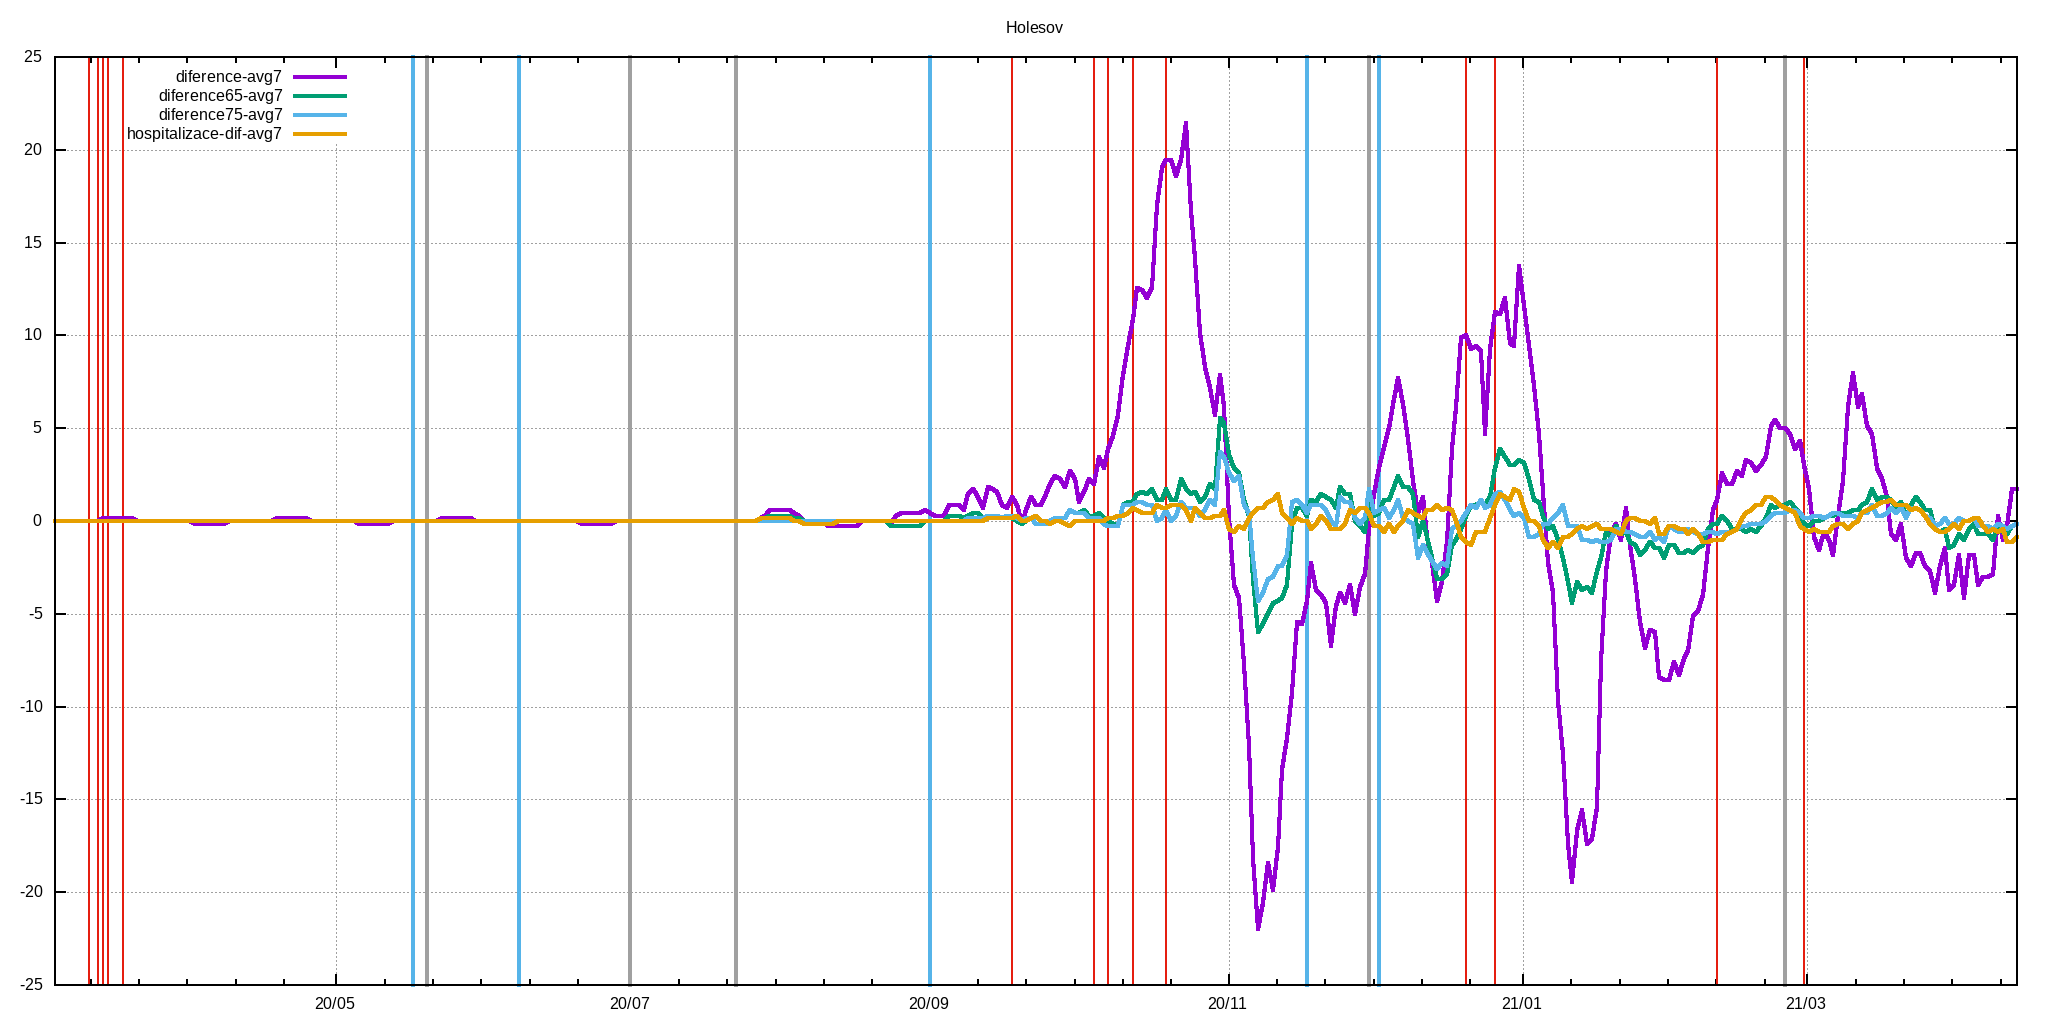 Holesov
25
diference-avg7
diference65-avg7
diference75-avg7
hospitalizace-dif-avg7
20
15
10
5
0
-5
-10
-15
-20
-25
20/05 20/07 20/09 20/11 21/01 21/03